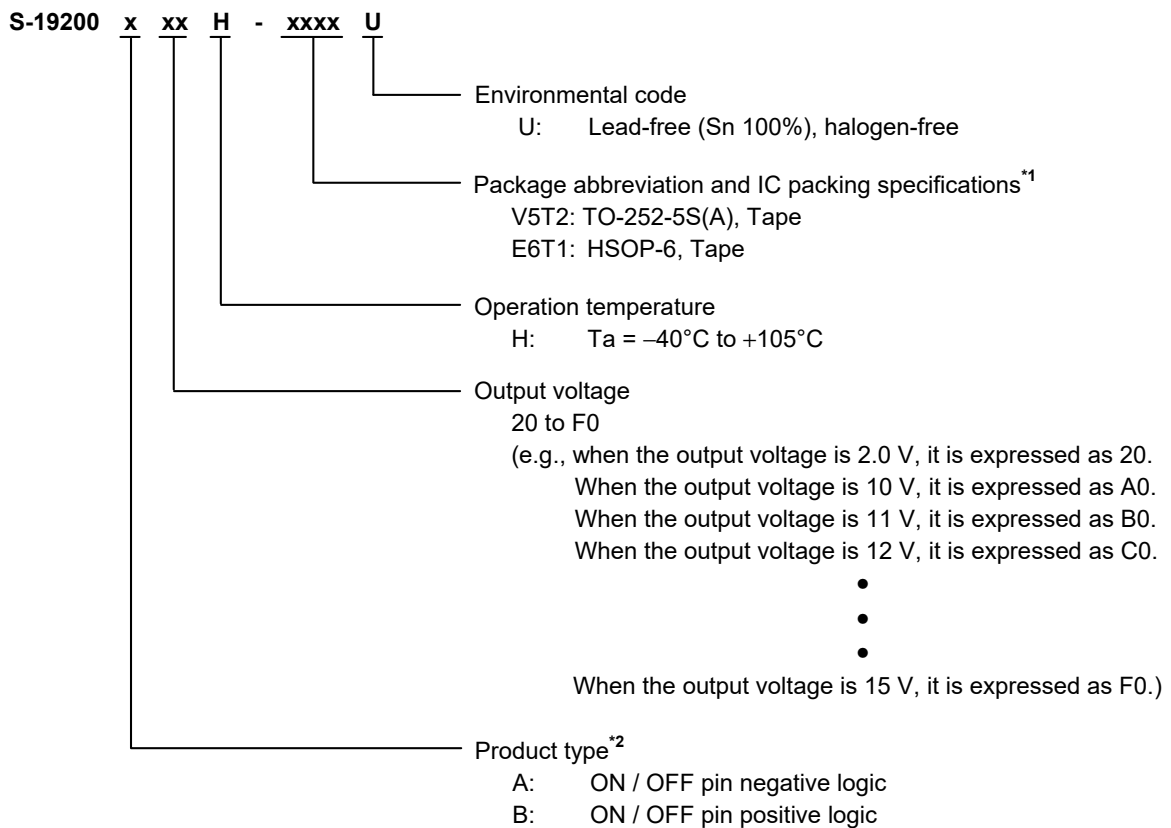 S-19200 x xx H - xxxx U
Environmental code
U: Lead-free (Sn 100%), halogen-free
Package abbreviation and IC packing specifications*1
V5T2: TO-252-5S(A), Tape
E6T1: HSOP-6, Tape
Operation temperature
H: Ta = −40°C to +105°C
Output voltage
20 to F0
(e.g., when the output voltage is 2.0 V, it is expressed as 20.
When the output voltage is 10 V, it is expressed as A0.
When the output voltage is 11 V, it is expressed as B0.
When the output voltage is 12 V, it is expressed as C0.
•
•
•
When the output voltage is 15 V, it is expressed as F0.)
Product type*2
A: ON / OFF pin negative logic
B: ON / OFF pin positive logic